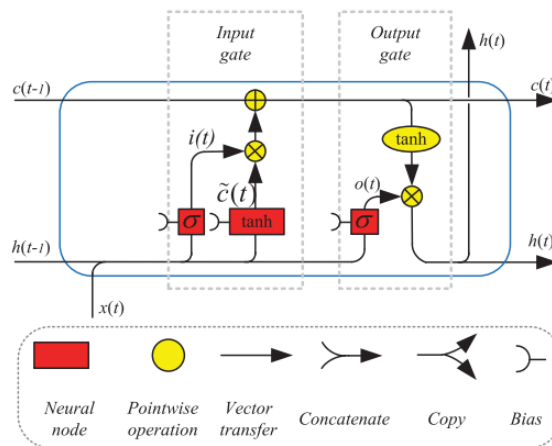 Input
gate
Output
gate
h(t)
c(t-1)
c(t)
i(t)
tanh
c̃(t)
o(t)
σ
tanh
σ
h(t-1)
h(t)
x(t)
Neural
node
Pointwise
operation
Vector
transfer
Concatenate
Copy
Bias